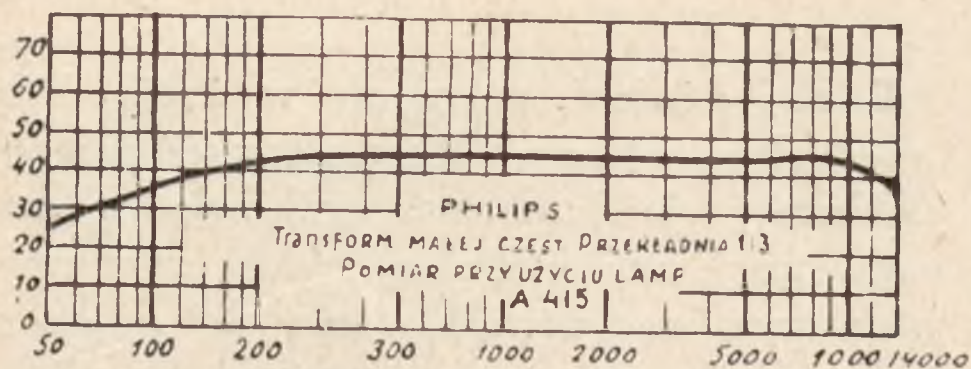 70
60
50
40
30
20
10
0
PHILIPS
TransFORM MAŁEJ CZĘST PRZEKŁADNIA 1:3
POMIAR PRZY UŻYCIU LAMP
A 415
50 100 200 300 1000 2000 5000 10000 14000